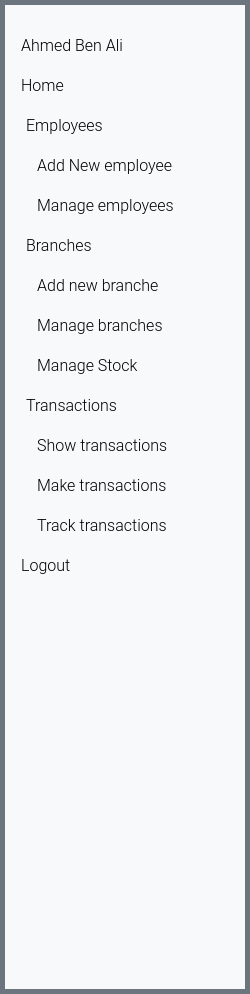 Ahmed Ben Ali
Home
Employees
Add New employee
Manage employees
Branches
Add new branche
Manage branches
Manage Stock
Transactions
Show transactions
Make transactions
Track transactions
Logout